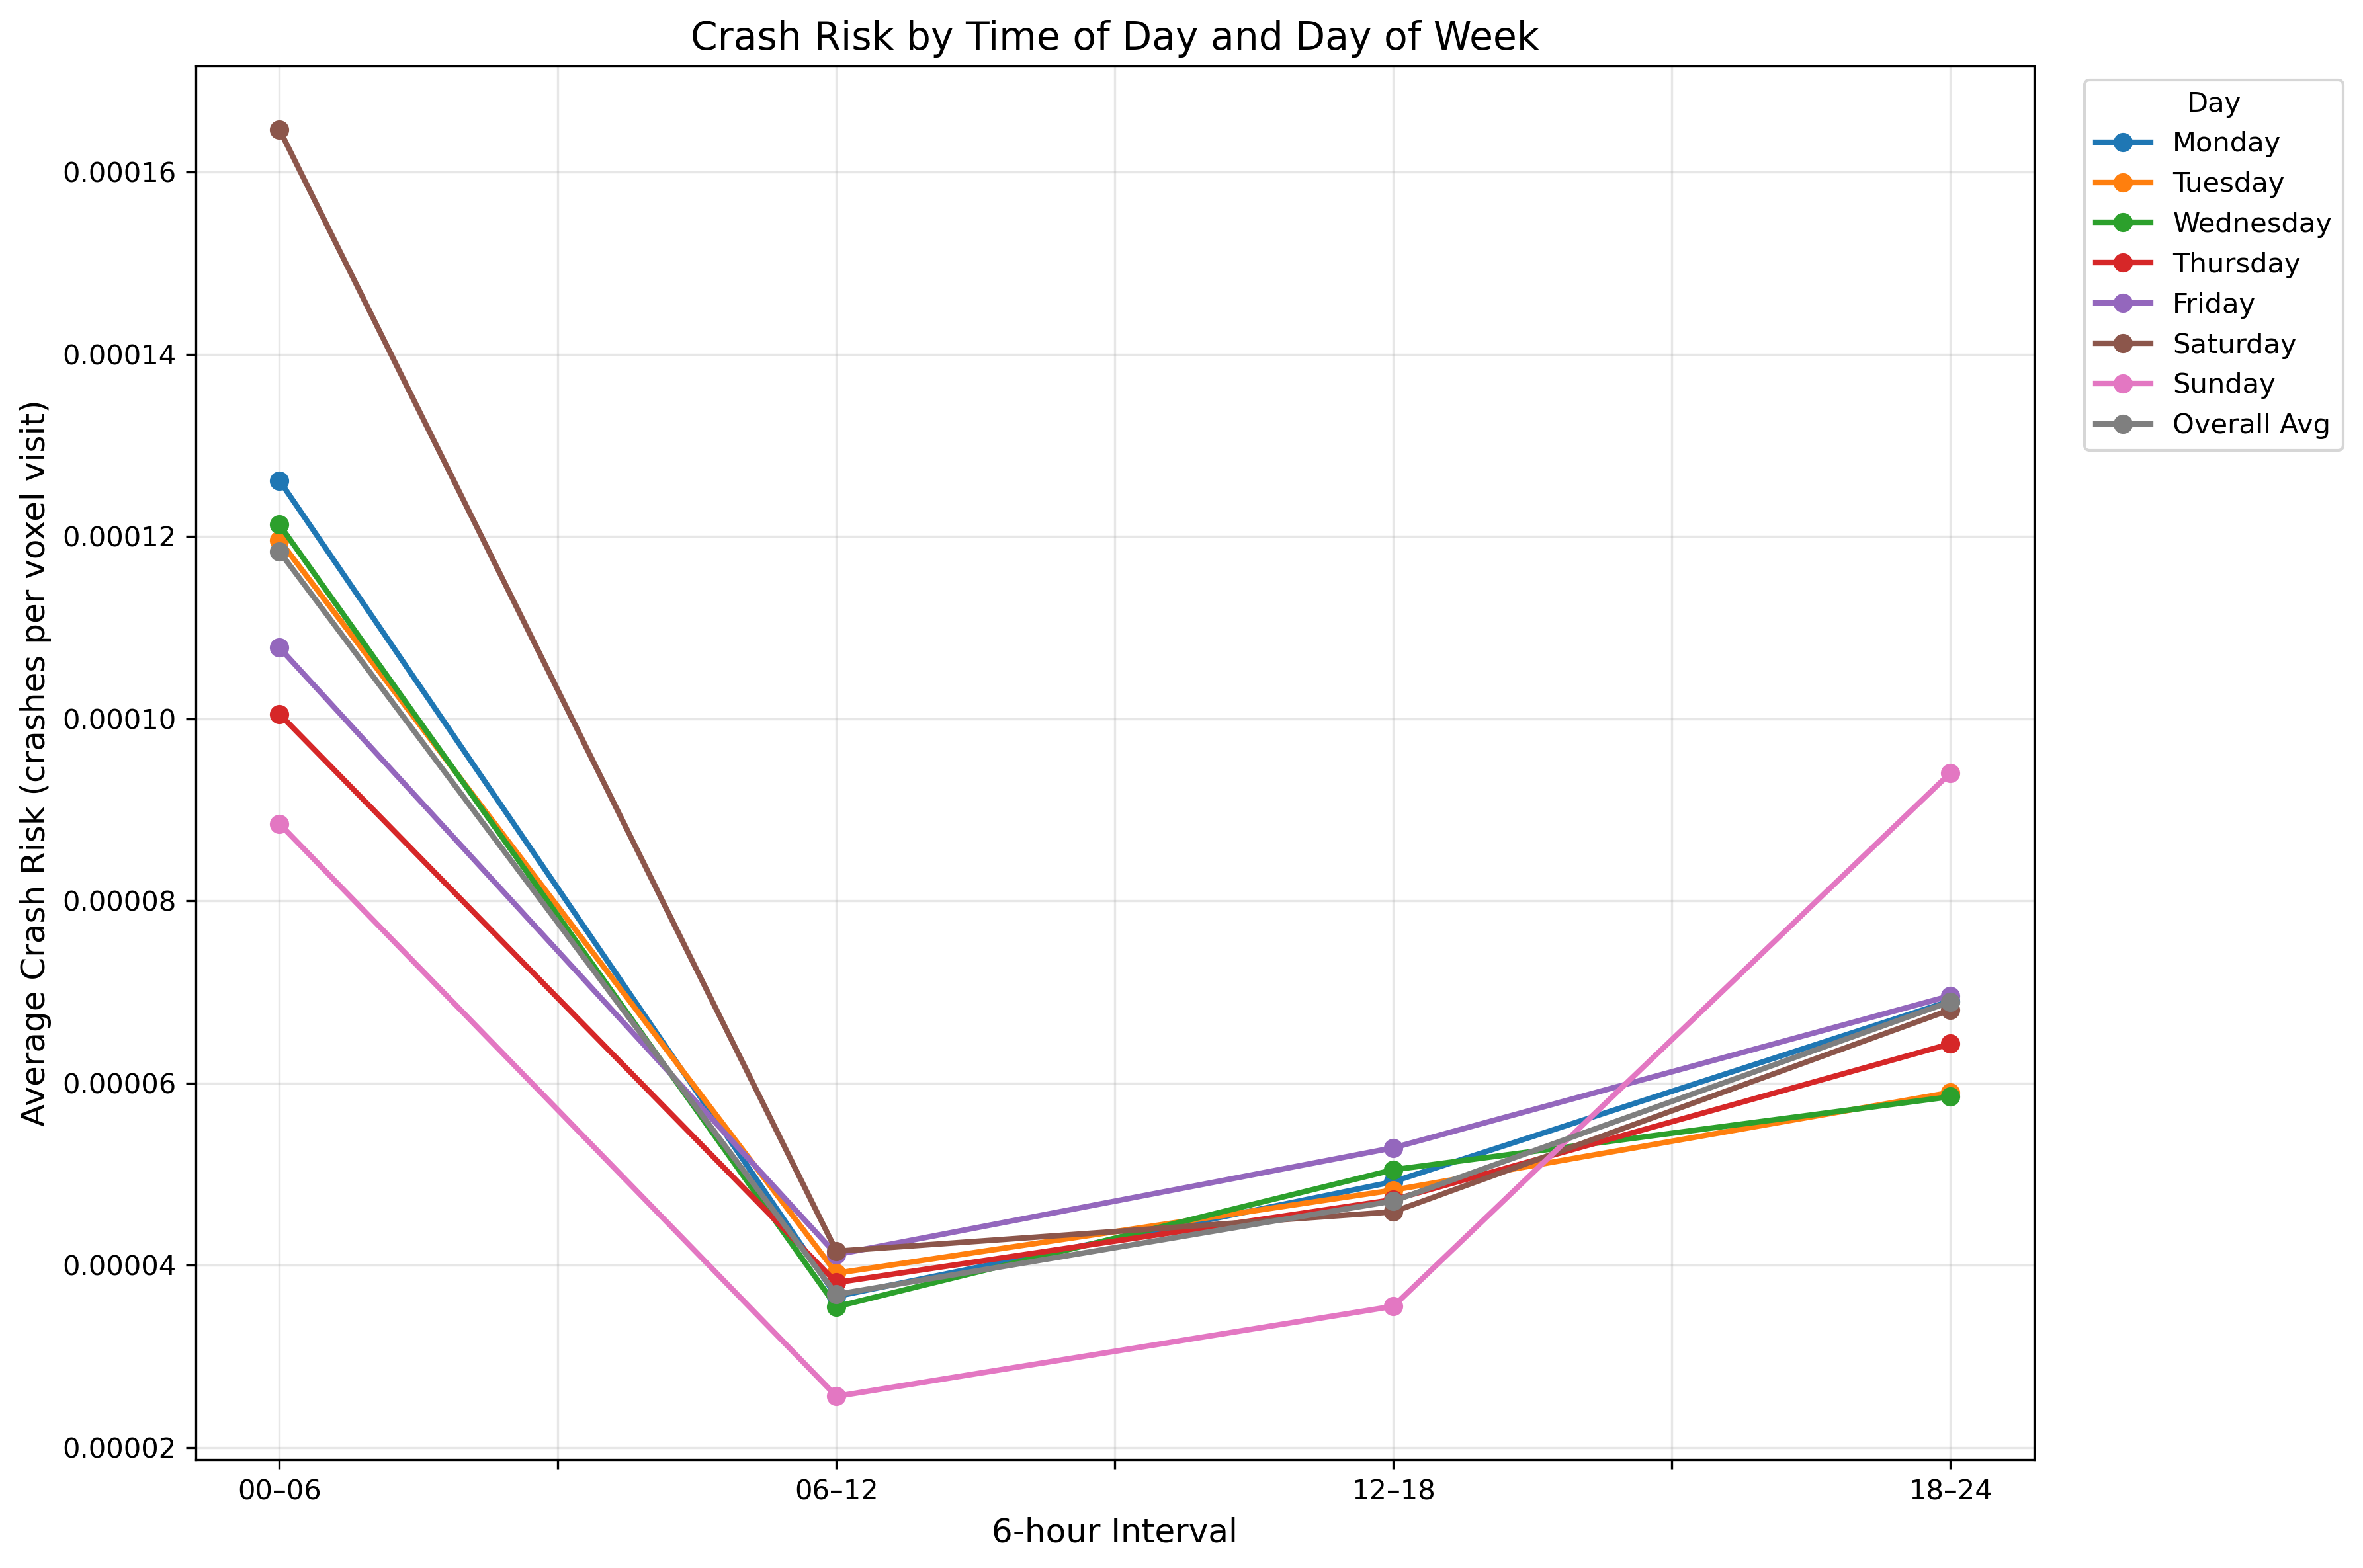 Crash Risk by Time of Day and Day of Week
Average Crash Risk (crashes per voxel visit)
0.00016
0.00014
0.00012
0.00010
0.00008
0.00006
0.00004
0.00002
00–06
06–12
12–18
18–24
6-hour Interval
Day
Monday
Tuesday
Wednesday
Thursday
Friday
Saturday
Sunday
Overall Avg